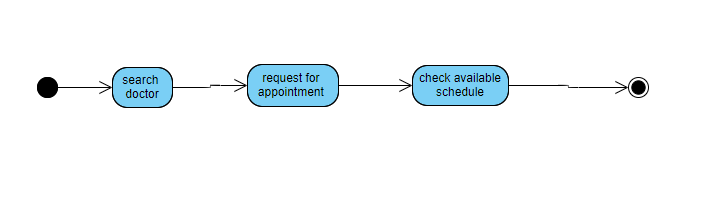 search
doctor
request for
appointment
check available
schedule